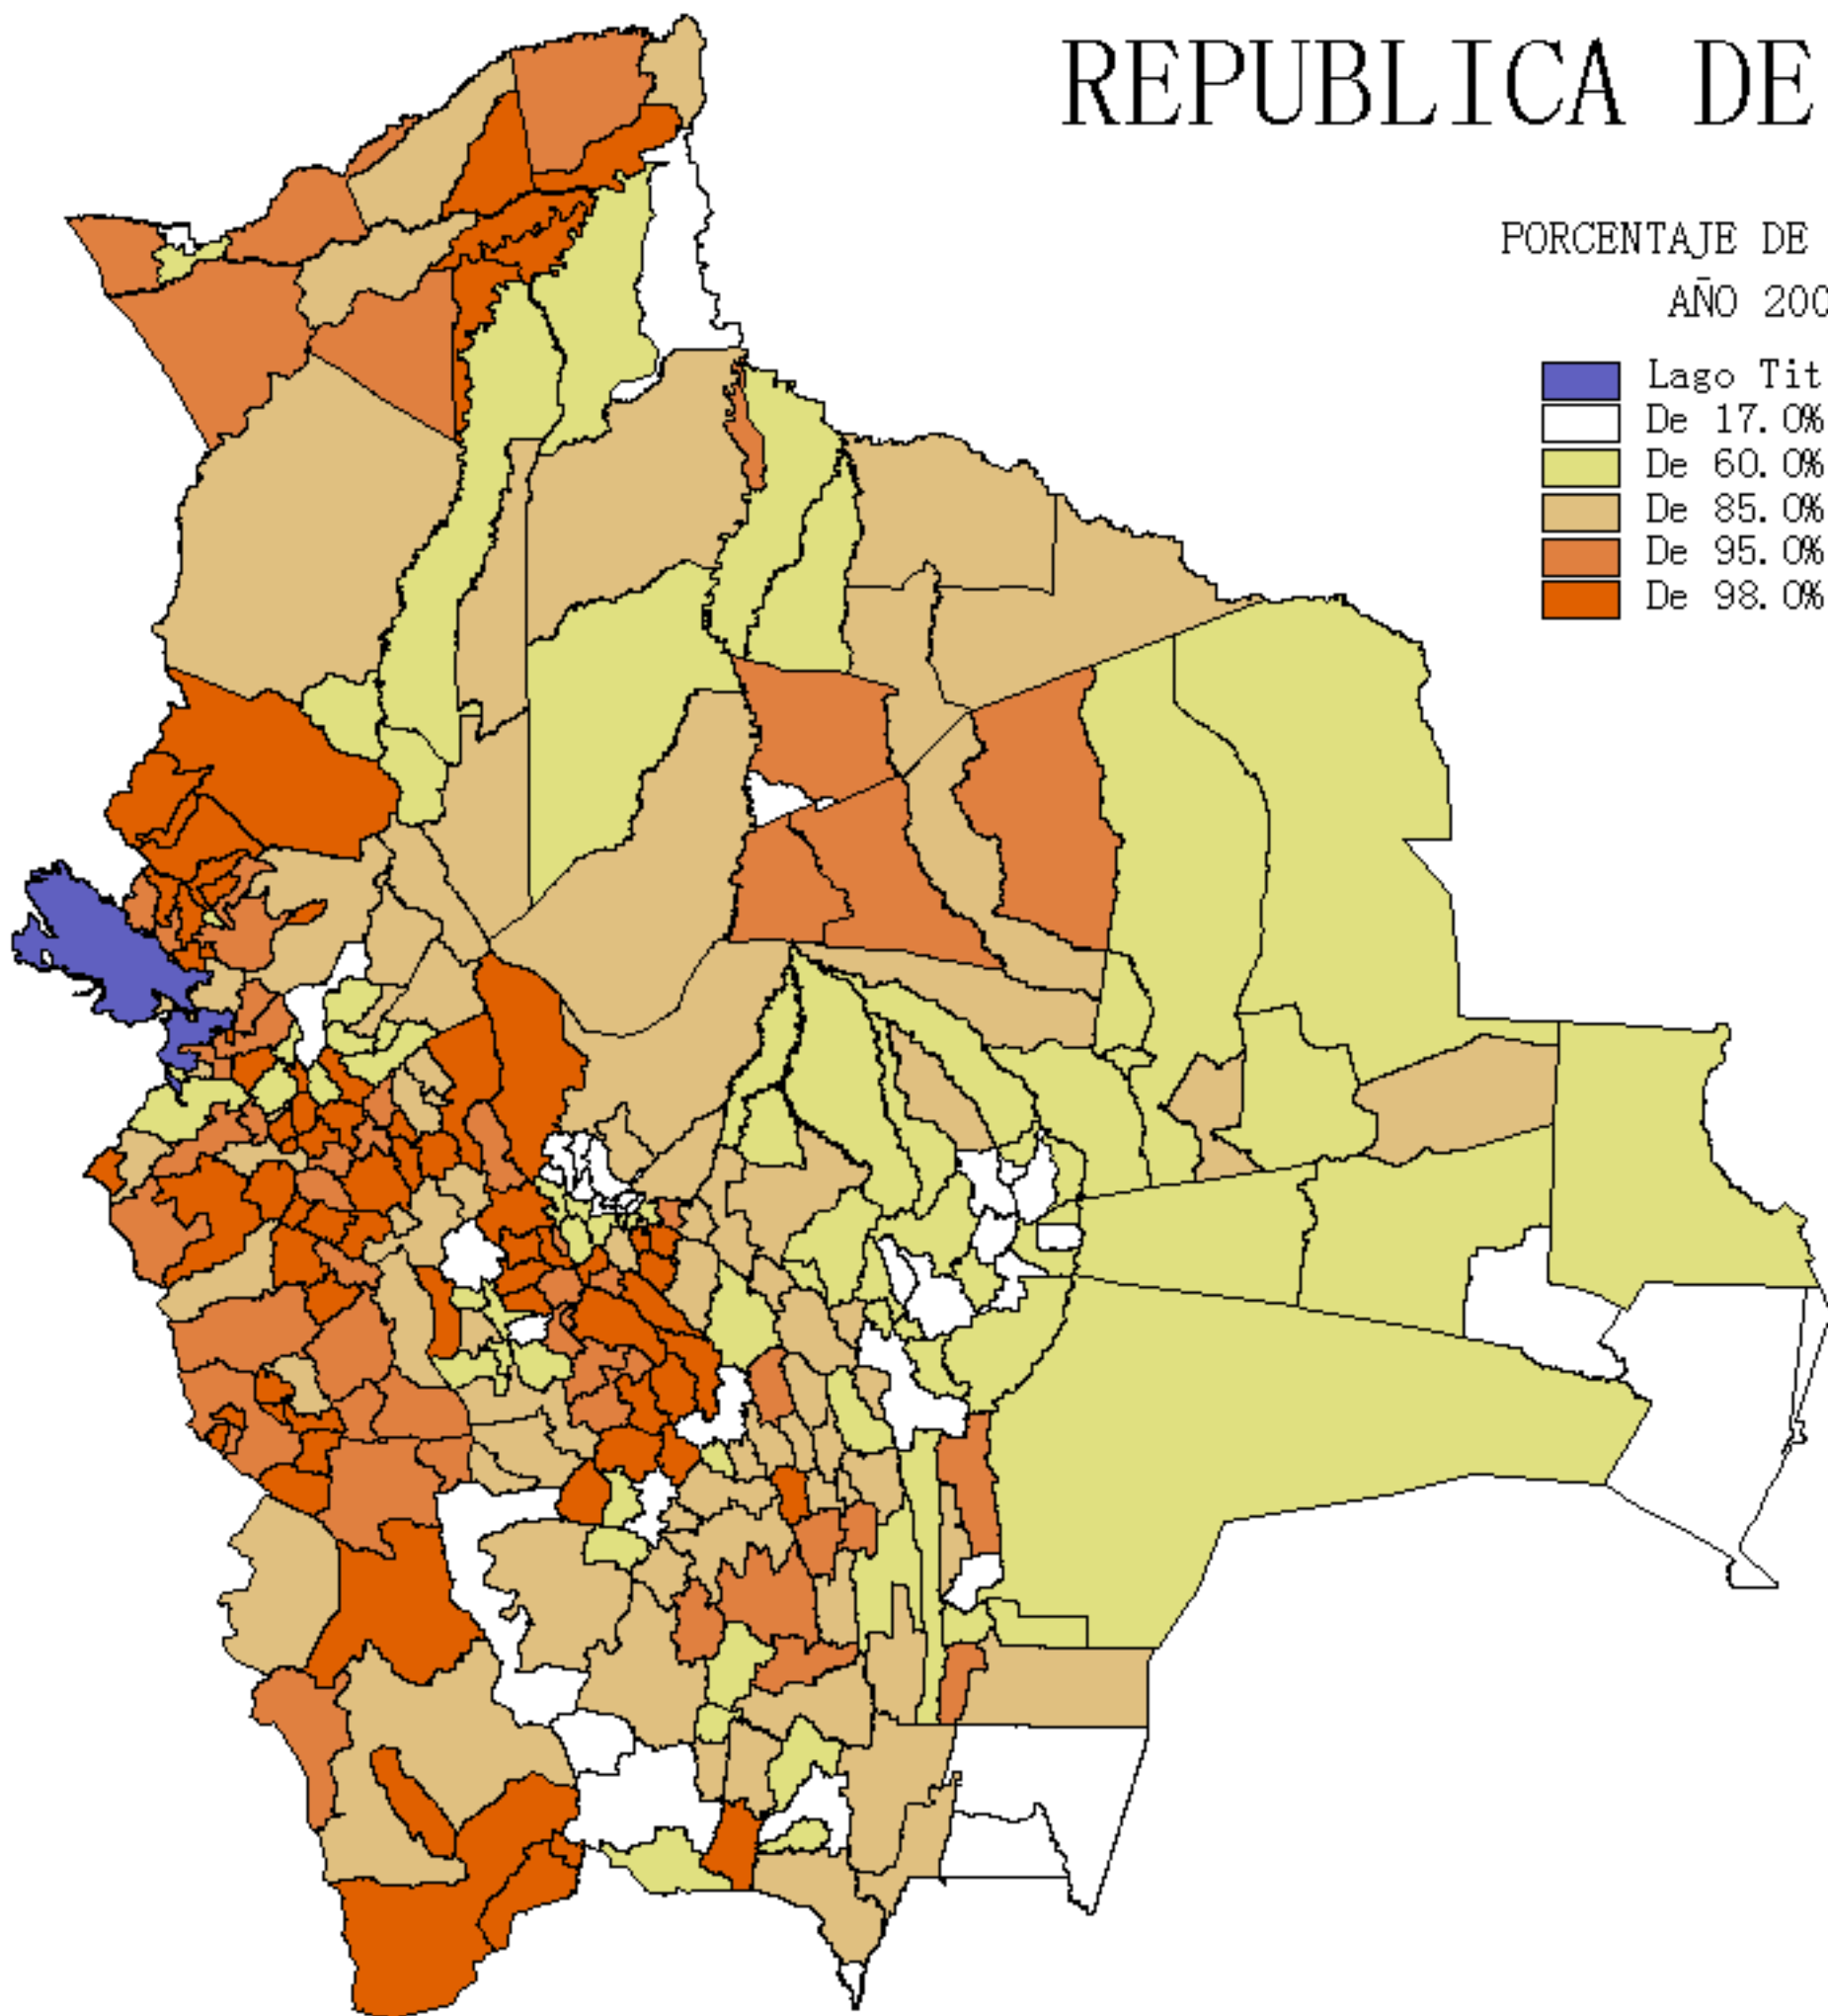 REPUBLICA DE
PORCENTAJE DE
AÑO 200
Lago Tit
De 17.0%
De 60.0%
De 85.0%
De 95.0%
De 98.0%